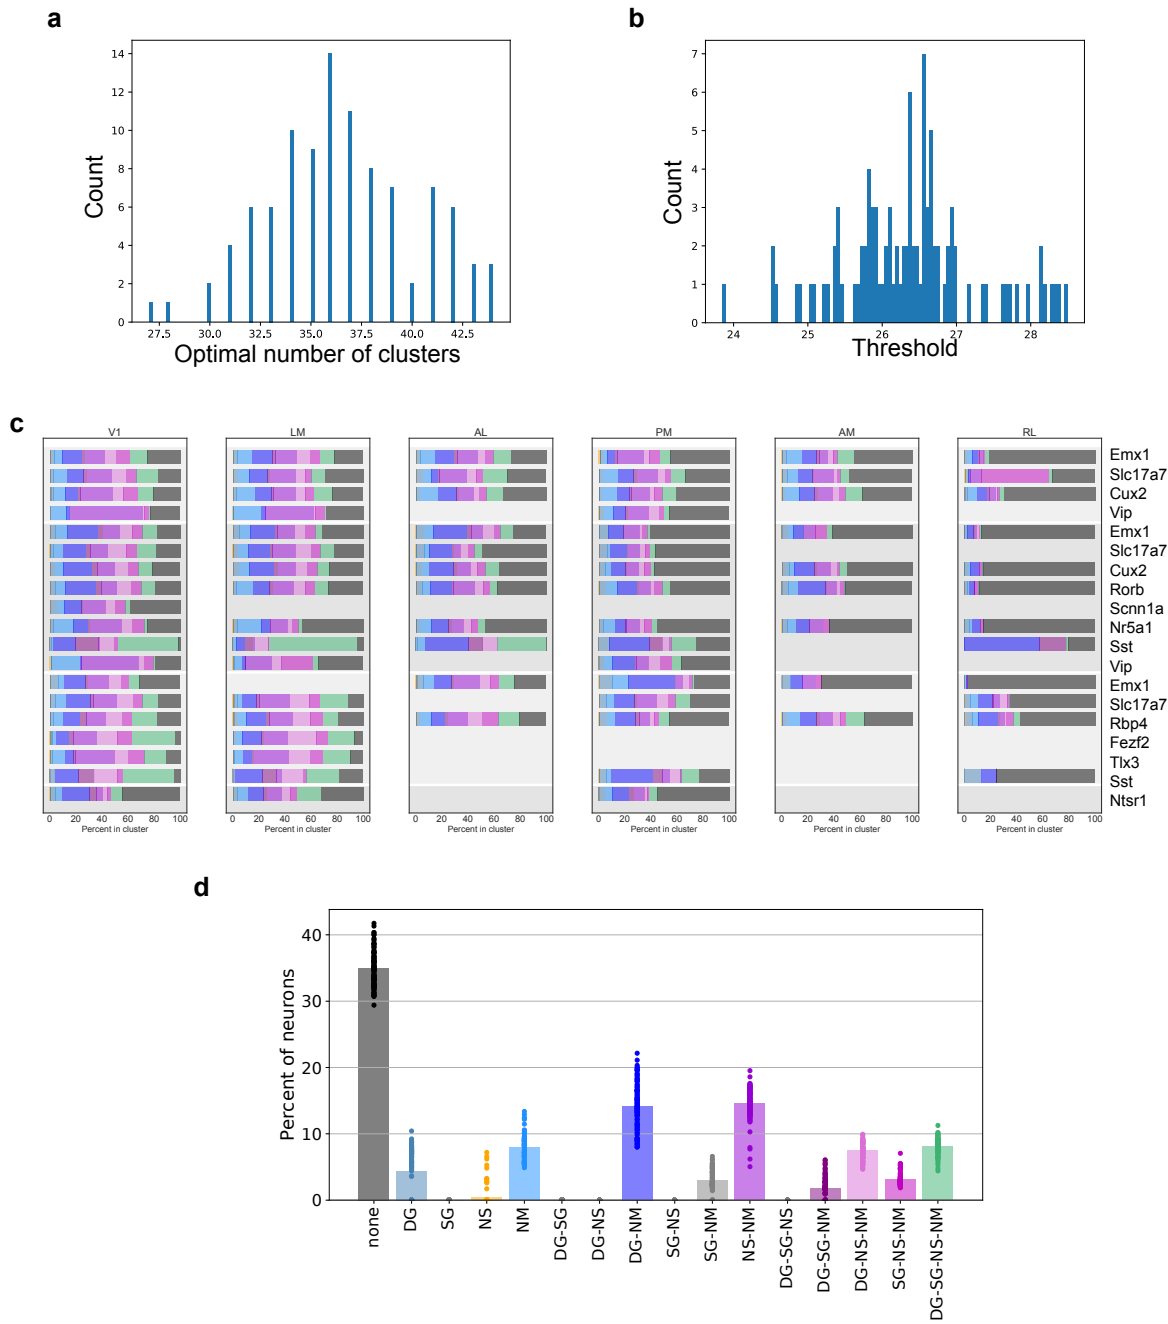 a
b
14
12
10
8
6
4
2
0
Count
27.5 30.0 32.5 35.0 37.5 40.0 42.5
Optimal number of clusters
7
6
5
4
3
2
1
0
Count
24 25 26 27 28
Threshold
c
V1 LM AL PM AM RL
Emx1
Slc17a7
Cux2
Vip
Emx1
Slc17a7
Cux2
Rorb
Scnn1a
Nr5a1
Sst
Vip
Emx1
Slc17a7
Rbp4
Fezf2
Tlx3
Sst
Ntsr1
0 20 40 60 80 100 0 20 40 60 80 100 0 20 40 60 80 100 0 20 40 60 80 100 0 20 40 60 80 100 0 20 40 60 80 100
Percent in cluster Percent in cluster Percent in cluster Percent in cluster Percent in cluster Percent in cluster
d
40
30
20
10
0
Percent of neurons
none
DG
SG
NS
NM
DG-SG
DG-NS
DG-NM
SG-NS
SG-NM
NS-NM
DG-SG-NS
DG-SG-NM
DG-NS-NM
SG-NS-NM
DG-SG-NS-NM